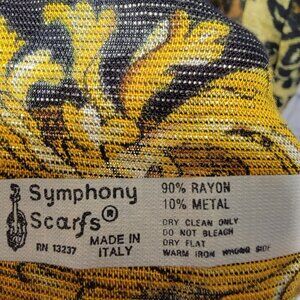 Symphony
Scarfs®
RN 13237
MADE IN
ITALY
90% RAYON
10% METAL
DRY CLEAN ONLY
DO NOT BLEACH
DRY FLAT
WARM IRON WRONG SIDE